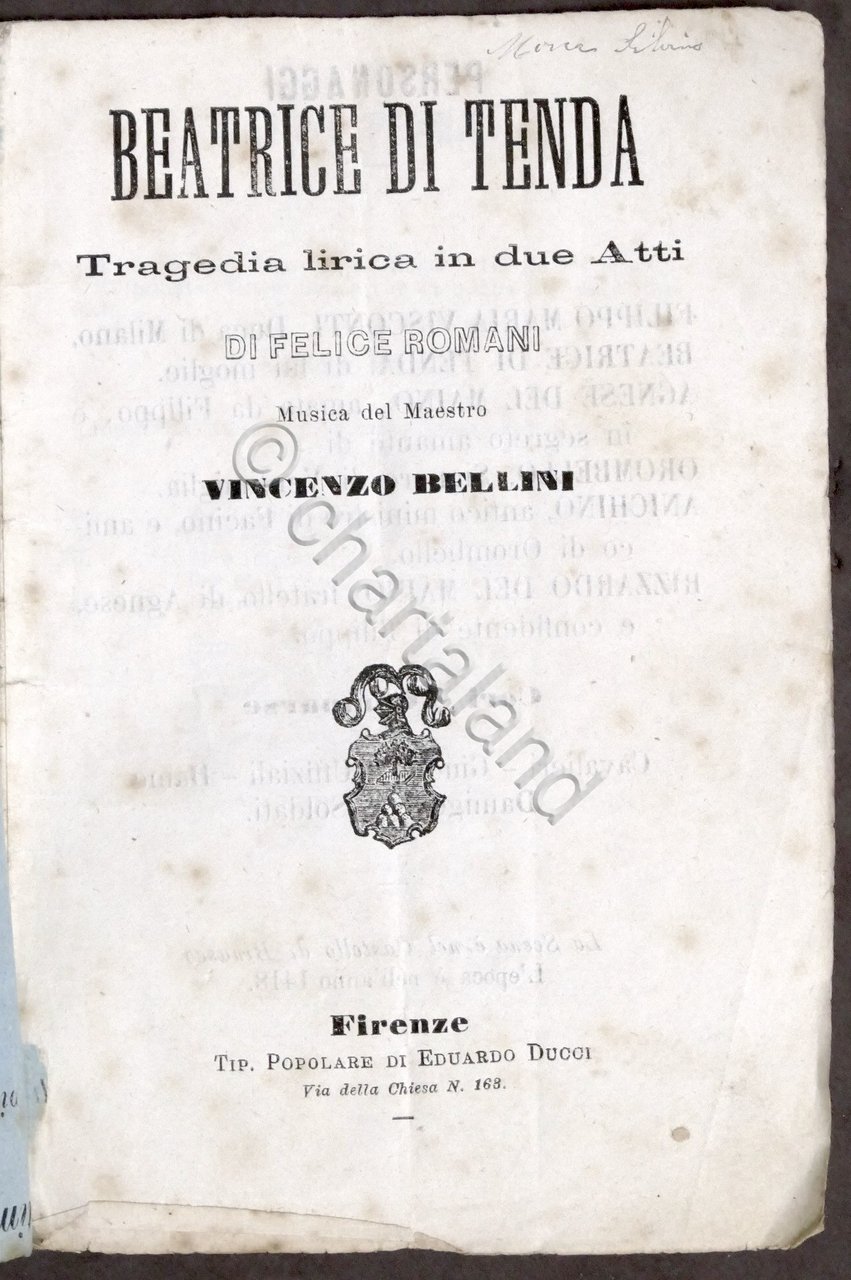 BEATRICE DI TENDA
Tragedia lirica in due Atti
DI FELICE ROMANI
Musica del Maestro
VINCENZO BELLINI
© chartaland
Firenze
TIP. POPOLARE DI EDUARDO DUCCI
Via della Chiesa N. 163.